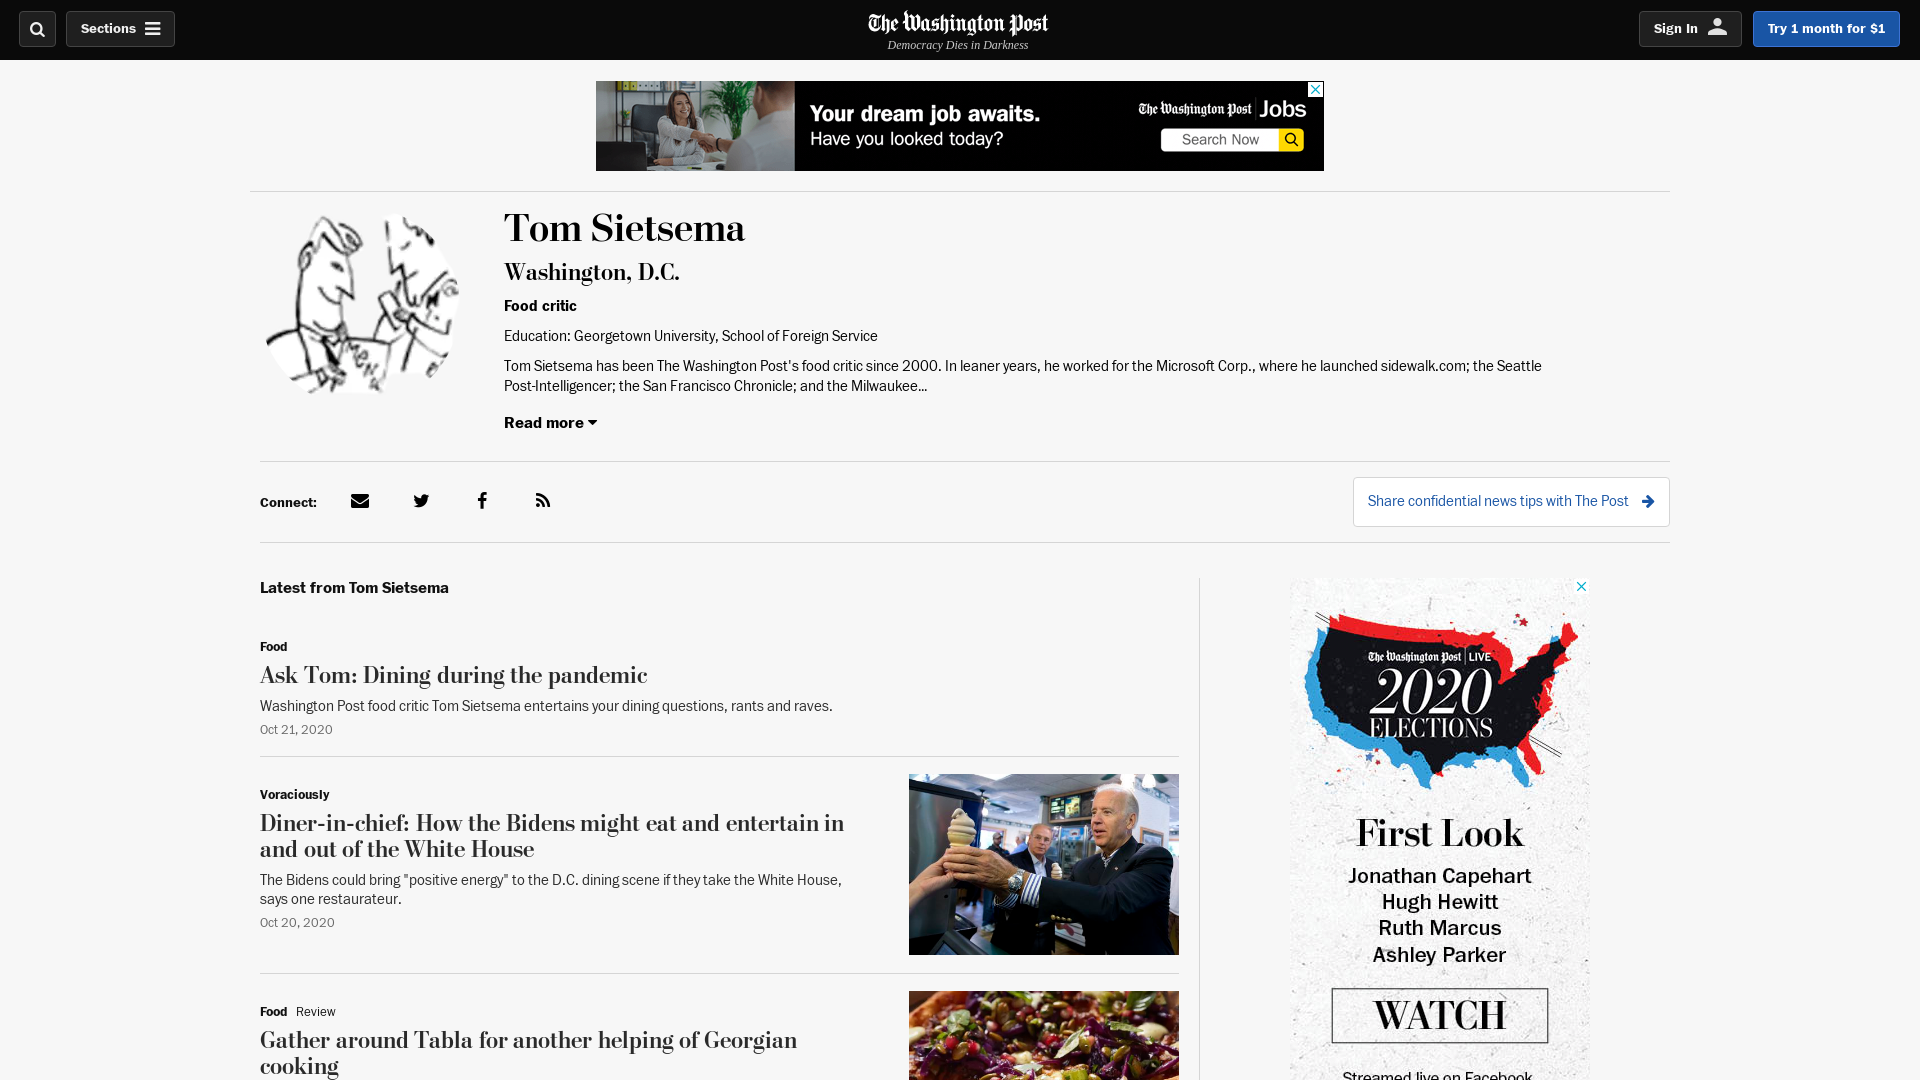 Sections
The Washington Post
Democracy Dies in Darkness
Sign In
Try 1 month for $1
Your dream job awaits.
Have you looked today?
The Washington Post | Jobs
Search Now
Tom Sietsema
Washington, D.C.
Food critic
Education: Georgetown University, School of Foreign Service
Tom Sietsema has been The Washington Post's food critic since 2000. In leaner years, he worked for the Microsoft Corp., where he launched sidewalk.com; the Seattle
Post-Intelligencer; the San Francisco Chronicle; and the Milwaukee...
Read more
Connect:
Share confidential news tips with The Post
Latest from Tom Sietsema
Food
Ask Tom: Dining during the pandemic
Washington Post food critic Tom Sietsema entertains your dining questions, rants and raves.
Oct 21, 2020
Voraciously
Diner-in-chief: How the Bidens might eat and entertain in
and out of the White House
The Bidens could bring "positive energy" to the D.C. dining scene if they take the White House,
says one restaurateur.
Oct 20, 2020
Food Review
Gather around Tabla for another helping of Georgian
cooking
The Washington Post | LIVE
2020
ELECTIONS
First Look
Jonathan Capehart
Hugh Hewitt
Ruth Marcus
Ashley Parker
WATCH
Streamed live on Facebook